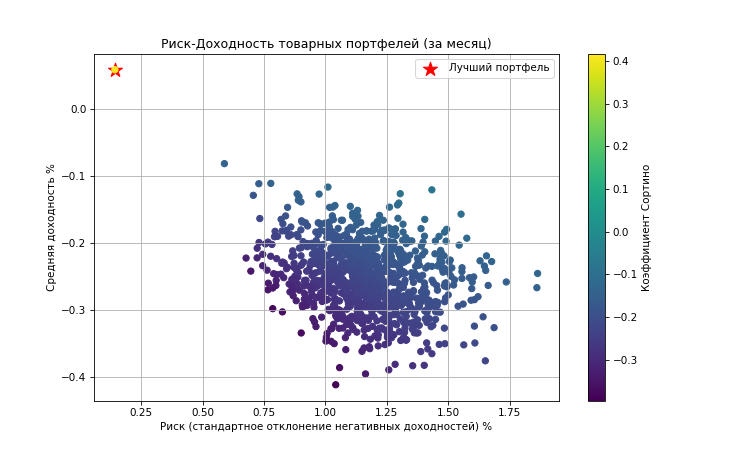 Риск-Доходность товарных портфелей (за месяц)
Лучший портфель
Средняя доходность %
0.0
−0.1
−0.2
−0.3
−0.4
0.25 0.50 0.75 1.00 1.25 1.50 1.75
Риск (стандартное отклонение негативных доходностей) %
0.4
0.3
0.2
0.1
0.0
−0.1
−0.2
−0.3
Коэффициент Сортино